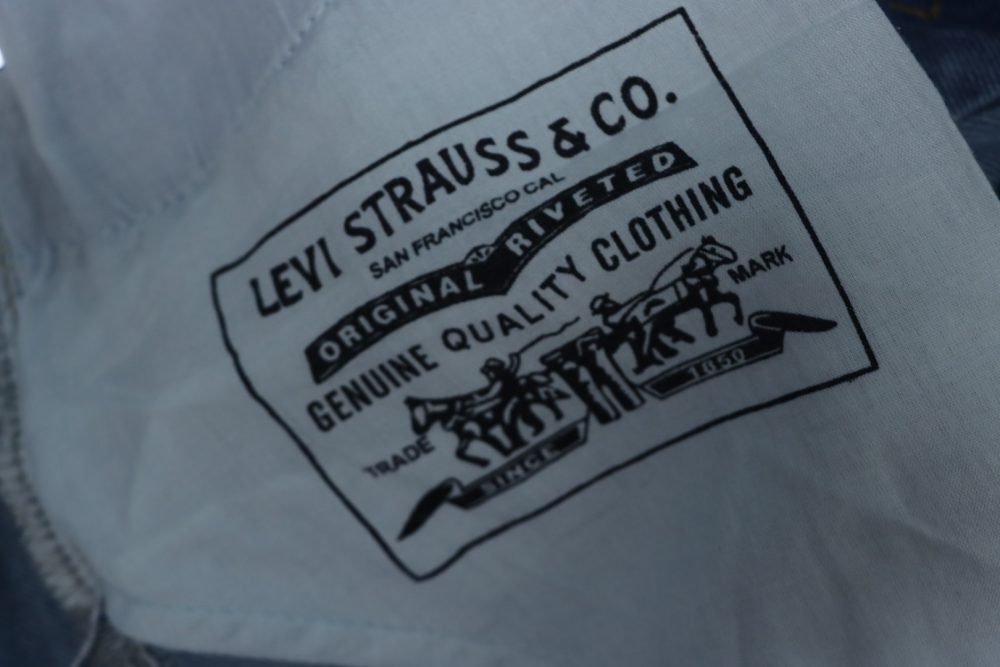 LEVI STRAUSS & CO.
SAN FRANCISCO CAL
ORIGINAL RIVETED
GENUINE QUALITY CLOTHING
TRADE MARK
SINCE 1850